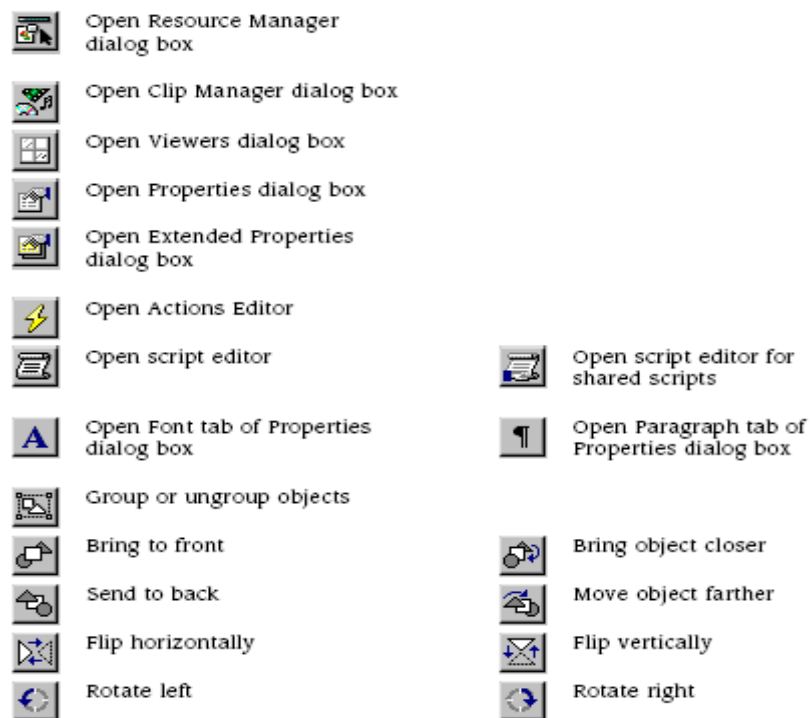 Open Resource Manager
dialog box
Open Clip Manager dialog box
Open Viewers dialog box
Open Properties dialog box
Open Extended Properties
dialog box
Open Actions Editor
Open script editor
Open script editor for
shared scripts
A
Open Font tab of Properties
dialog box
¶
Open Paragraph tab of
Properties dialog box
Group or ungroup objects
Bring to front
Bring object closer
Send to back
Move object farther
Flip horizontally
Flip vertically
Rotate left
Rotate right